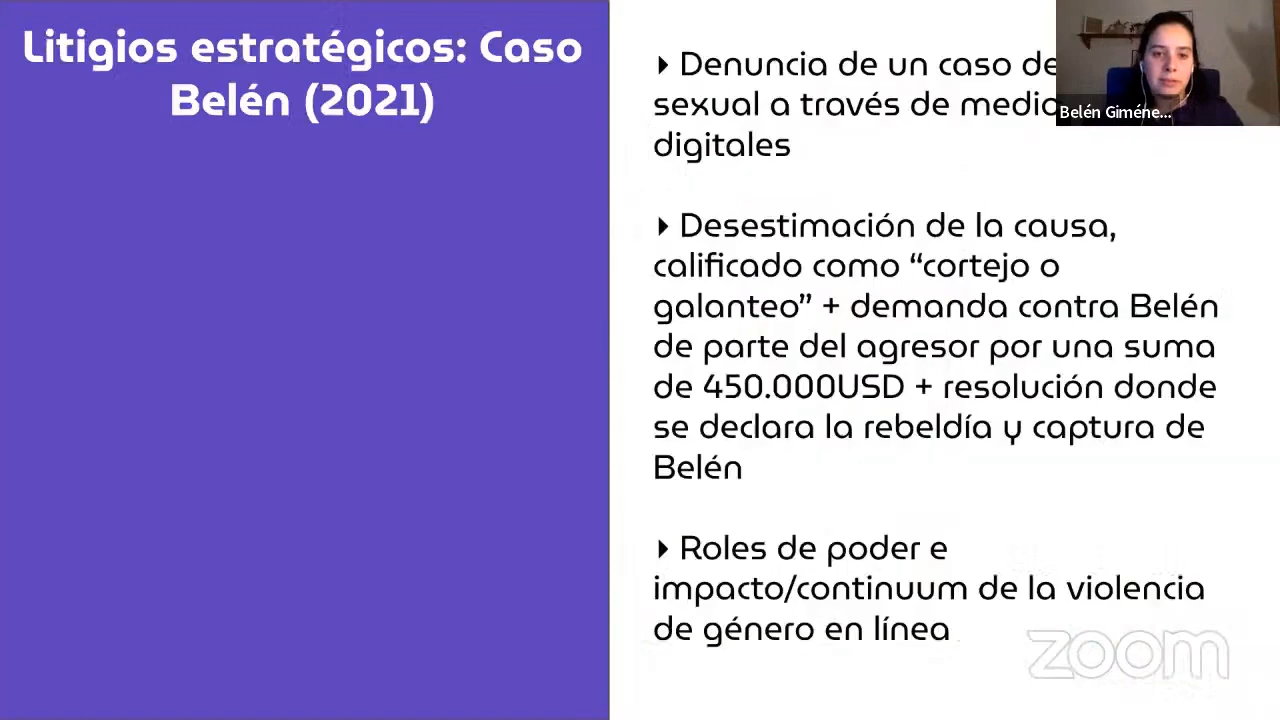 Litigios estratégicos: Caso
Belén (2021)
‣ Denuncia de un caso de
sexual a través de
digitales
‣ Desestimación de la causa,
calificado como “cortejo o
galanteo” + demanda contra Belén
de parte del agresor por una suma
de 450.000USD + resolución donde
se declara la rebeldía y captura de
Belén
‣ Roles de poder e
impacto/continuum de la violencia
de género en línea
Belén Giméne...
zoom